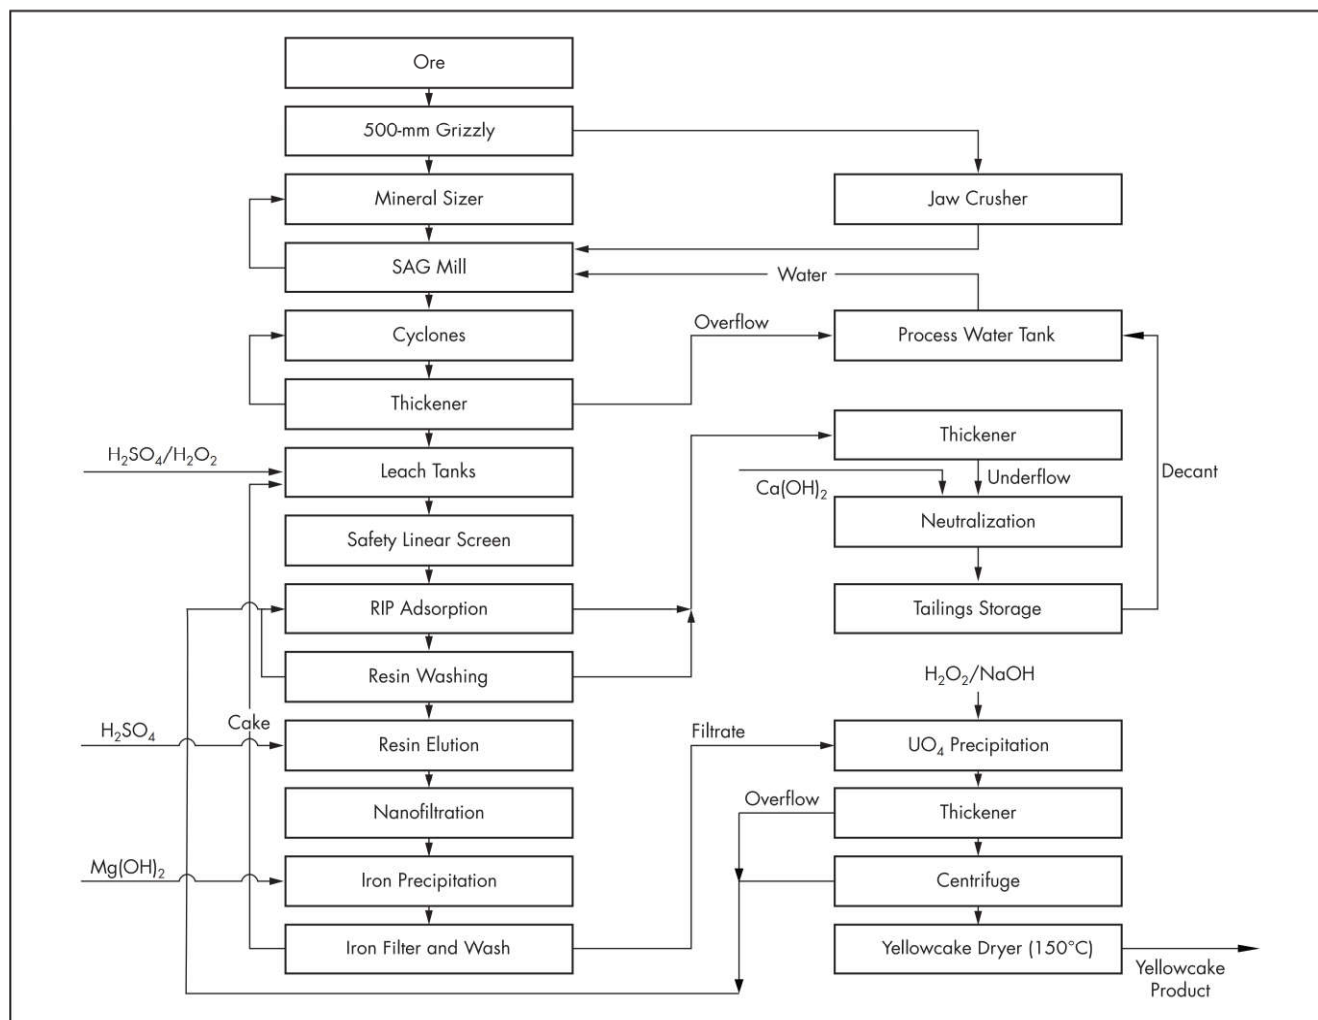 Ore
500-mm Grizzly
Mineral Sizer
Jaw Crusher
SAG Mill
Water
Overflow
Cyclones
Process Water Tank
Thickener
Thickener
H₂SO₄/H₂O₂
Leach Tanks
Underflow
Decant
Ca(OH)₂
Neutralization
Safety Linear Screen
RIP Adsorption
Tailings Storage
Resin Washing
H₂O₂/NaOH
Cake
H₂SO₄
Resin Elution
Filtrate
UO₄ Precipitation
Nanofiltration
Overflow
Thickener
Mg(OH)₂
Iron Precipitation
Centrifuge
Iron Filter and Wash
Yellowcake Dryer (150°C)
Yellowcake
Product